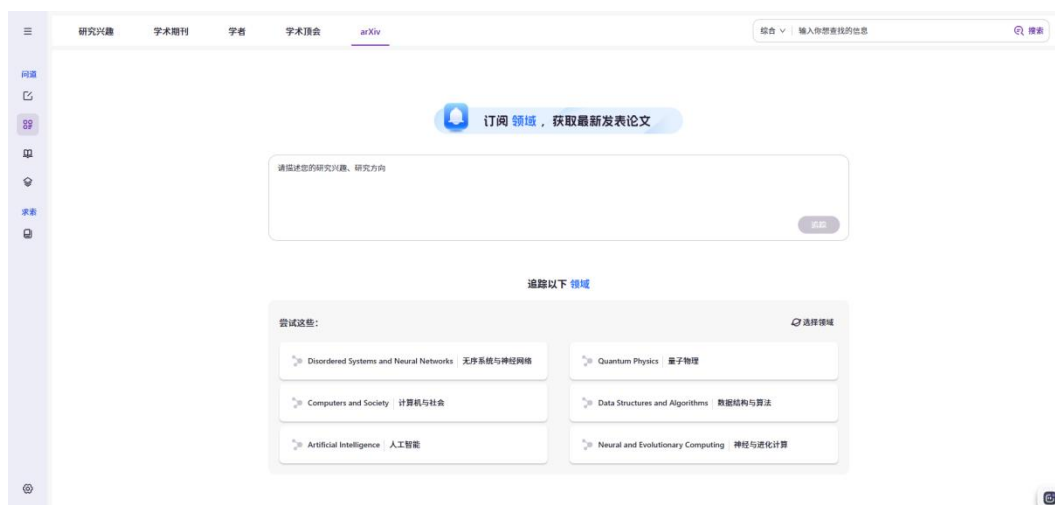 研究兴趣 学术期刊 学者 学术顶会 arXiv 综合 输入你想查找的信息 搜索
问道
订阅 领域，获取最新发表论文
请描述您的研究兴趣、研究方向
求索
追踪
追踪以下 领域
尝试这些： 选择领域
Disordered Systems and Neural Networks 无序系统与神经网络 Quantum Physics 量子物理
Computers and Society 计算机与社会 Data Structures and Algorithms 数据结构与算法
Artificial Intelligence 人工智能 Neural and Evolutionary Computing 神经与进化计算